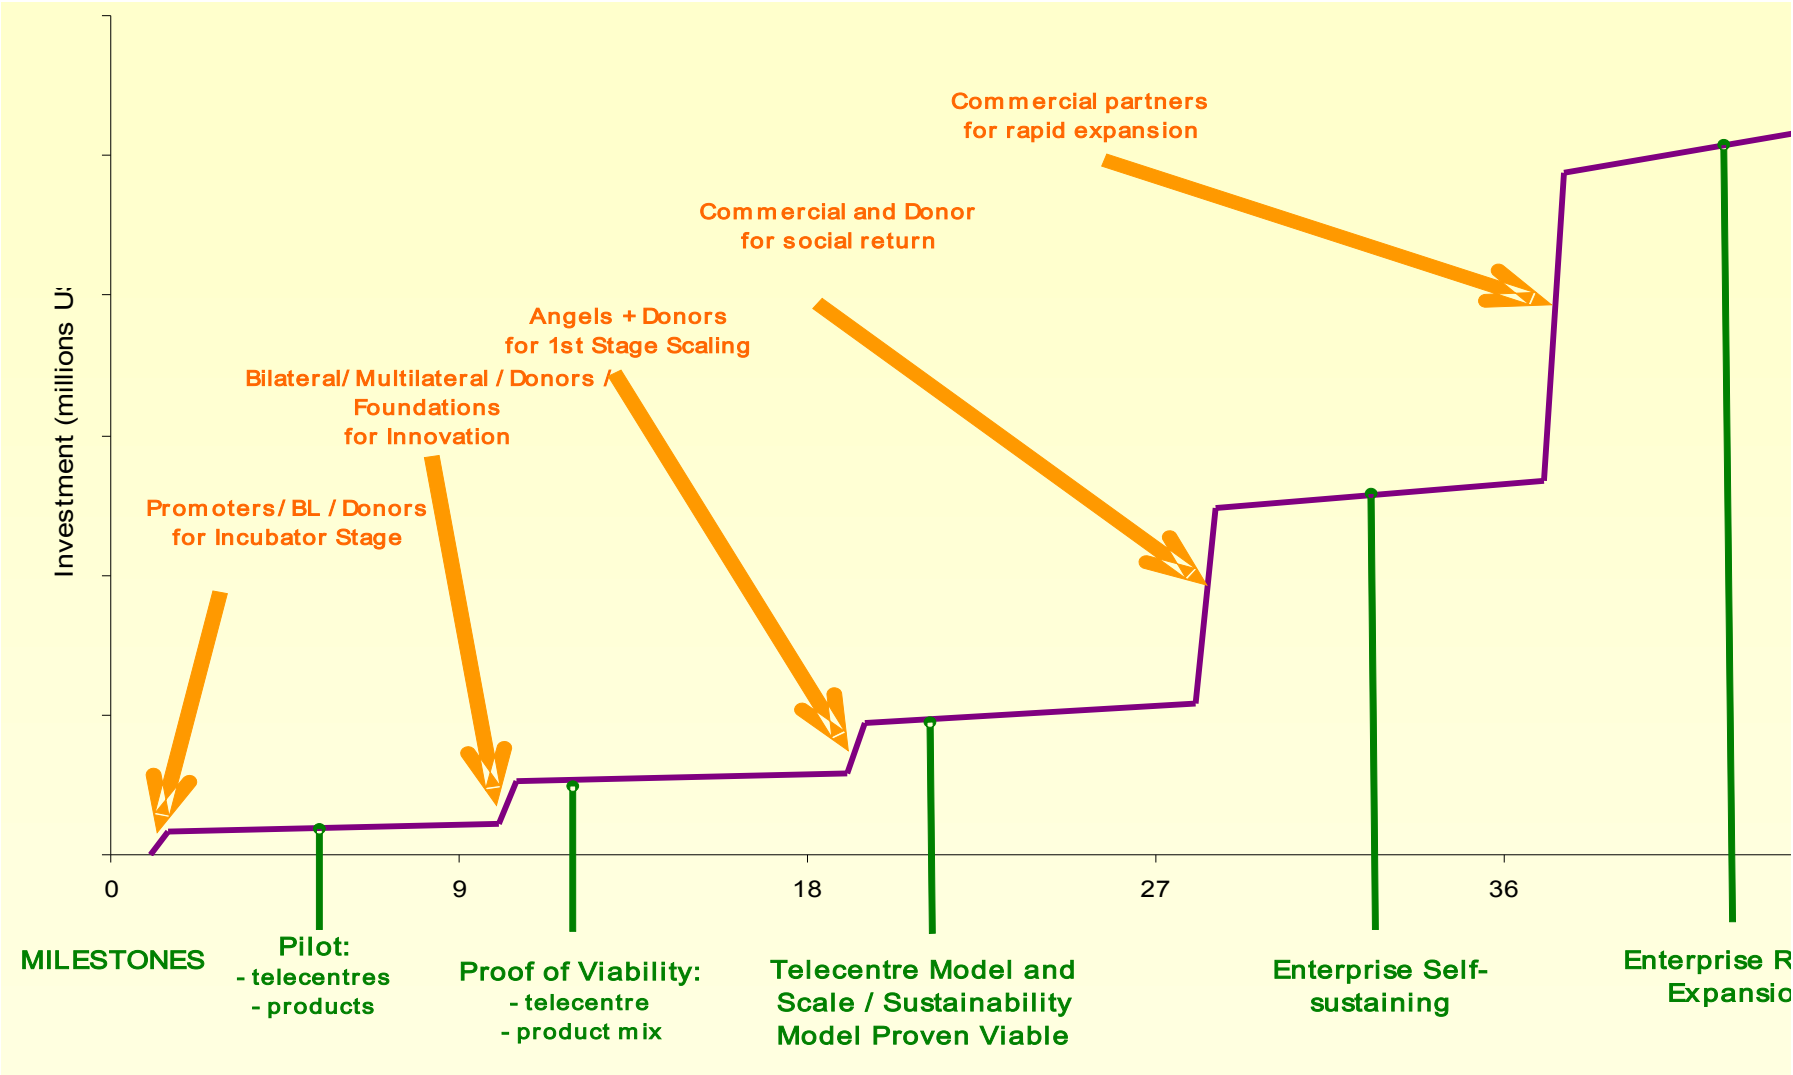 Commercial partners
for rapid expansion
Commercial and Donor
for social return
Angels + Donors
for 1st Stage Scaling
Bilateral/ Multilateral / Donors /
Foundations
for Innovation
Promoters/ BL / Donors
for Incubator Stage
Investment (millions
0 9 18 27 36
MILESTONES
Pilot:
- telecentres
- products
Proof of Viability:
- telecentre
- product mix
Telecentre Model and
Scale / Sustainability
Model Proven Viable
Enterprise Self-
sustaining
Enterprise